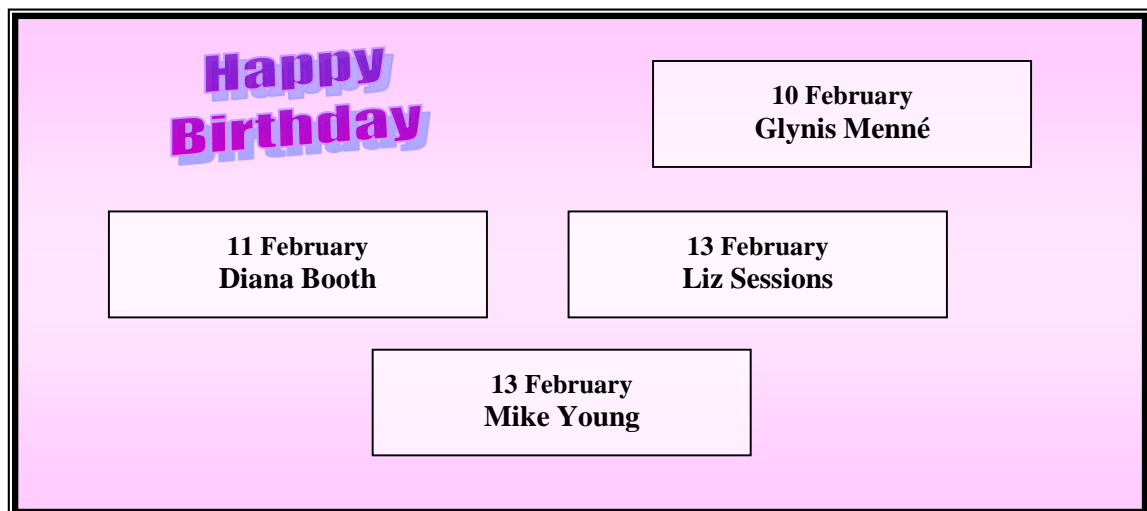 Happy
Birthday
10 February
Glynis Menné
11 February
Diana Booth
13 February
Liz Sessions
13 February
Mike Young